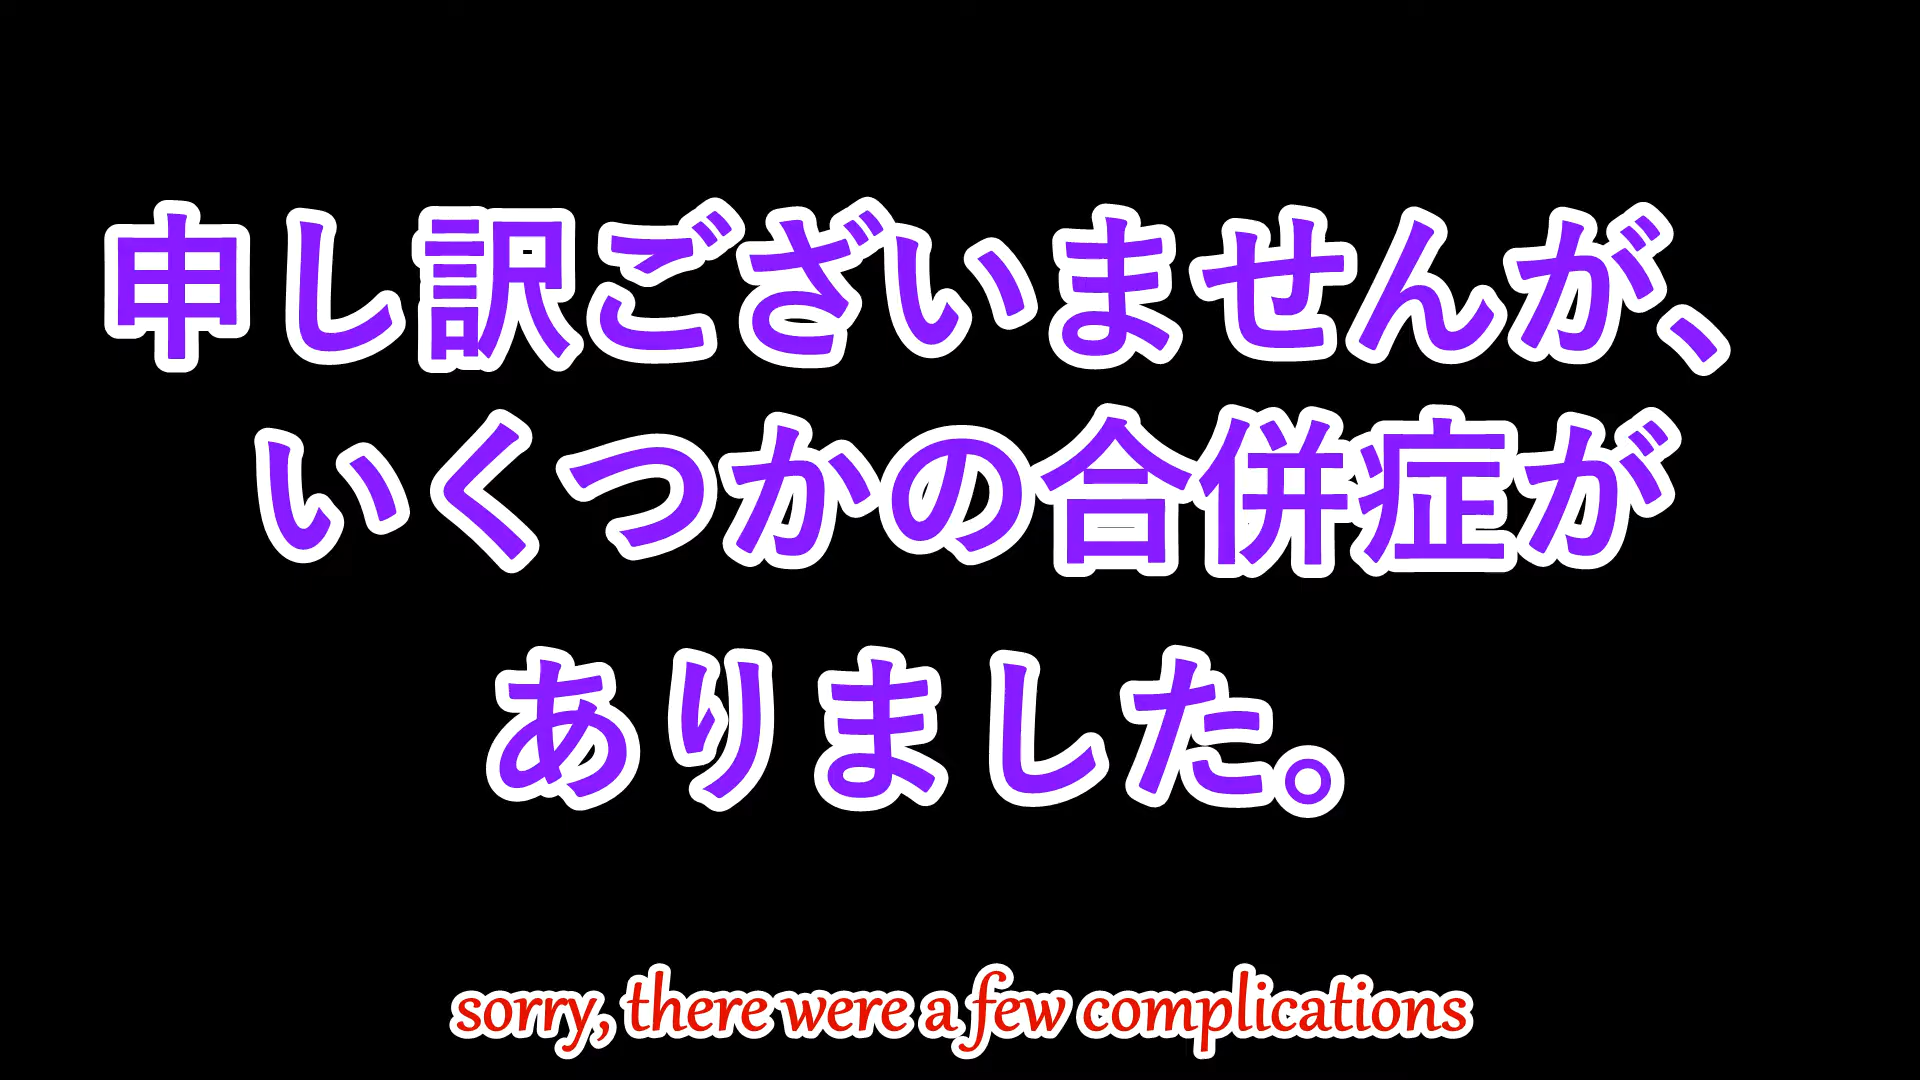 申し訳ございませんが、
いくつかの合併症が
ありました。
sorry, there were a few complications